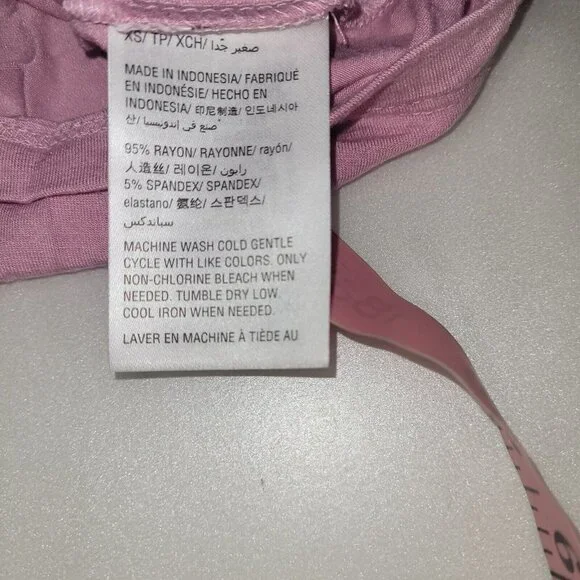 XS/ TP/ XCH/ صغير جدًا
MADE IN INDONESIA/ FABRIQUÉ
EN INDONÉSIE/ HECHO EN
INDONESIA/ 印尼制造/ 인도네시아
산/ صنع في اندونيسيا
95% RAYON/ RAYONNE/ rayón/
人造丝/ 레이온/ رايون
5% SPANDEX/ SPANDEX/
elastano/ 氨纶/ 스판덱스/
سباندكس
MACHINE WASH COLD GENTLE
CYCLE WITH LIKE COLORS. ONLY
NON-CHLORINE BLEACH WHEN
NEEDED. TUMBLE DRY LOW.
COOL IRON WHEN NEEDED.
LAVER EN MACHINE À TIÈDE AU